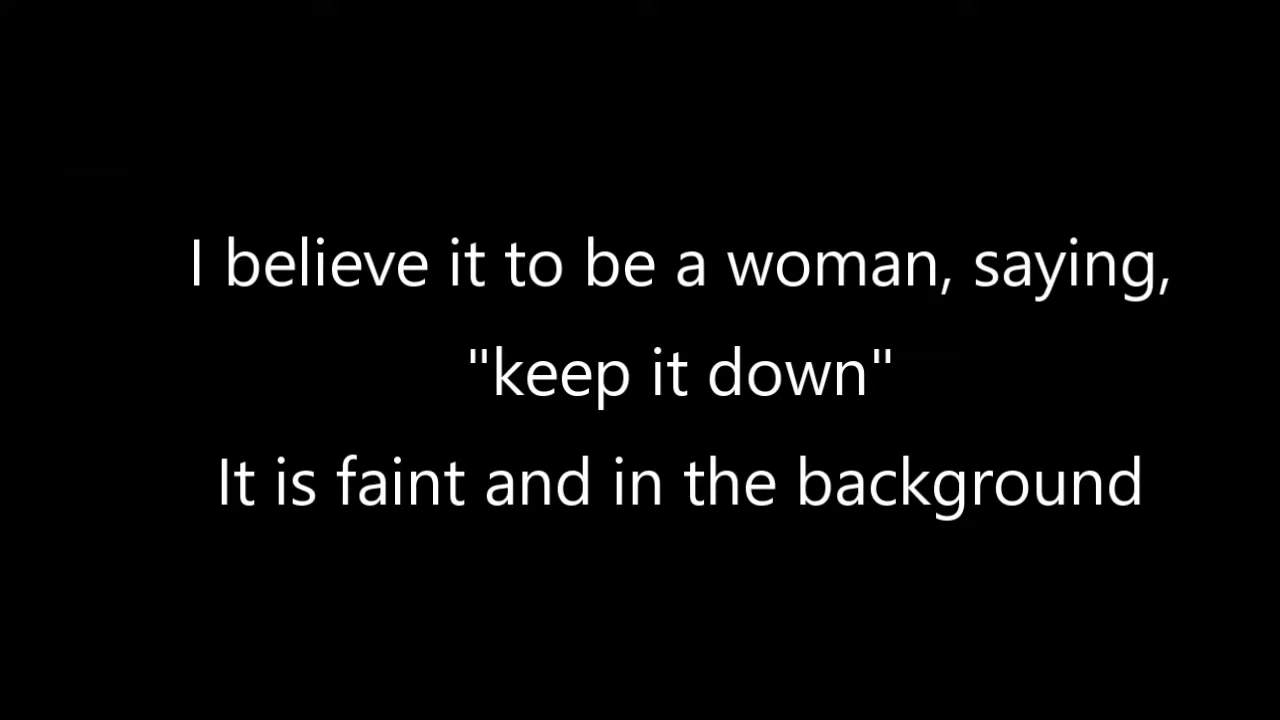 I believe it to be a woman, saying,
"keep it down"
It is faint and in the background